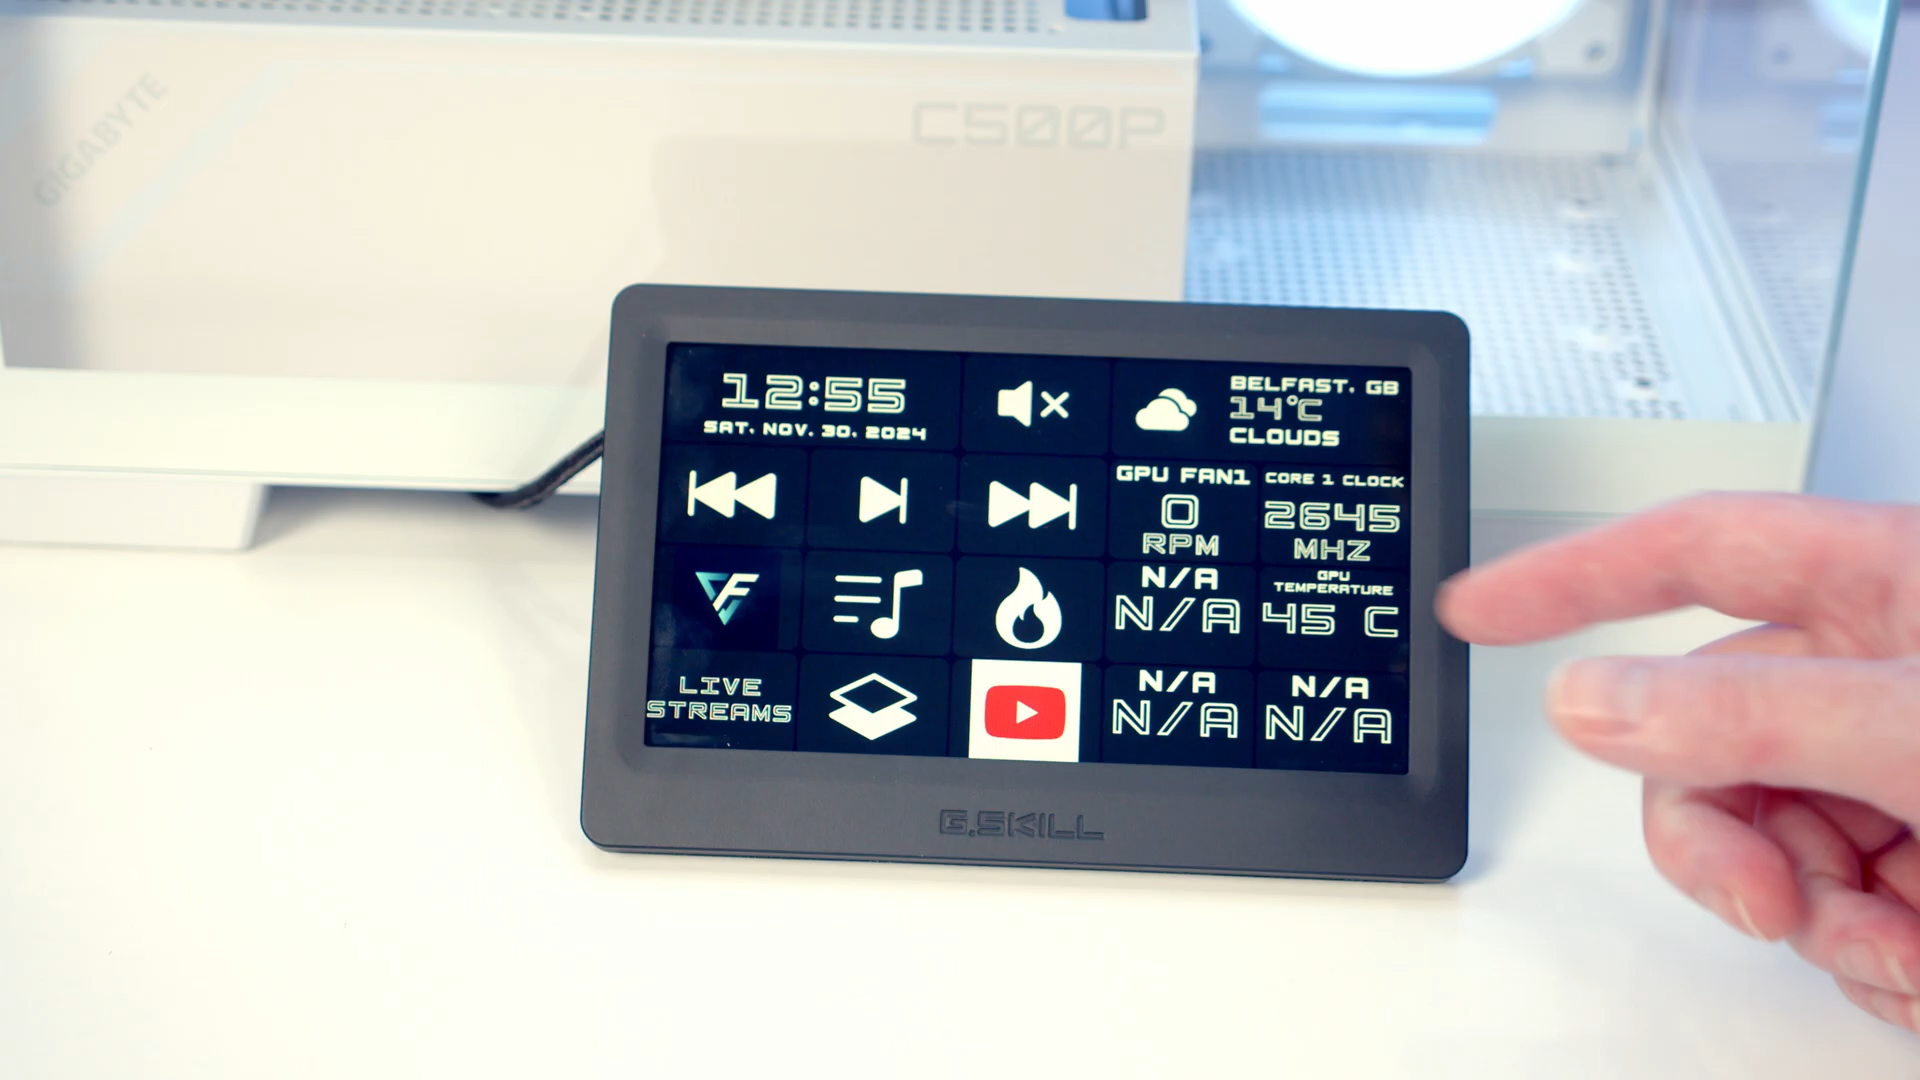 GIGABYTE
C500P
12:55
SAT. NOV. 30. 2024
BELFAST, GB
14°C
CLOUDS
GPU FAN1
0
RPM
CORE 1 CLOCK
2645
MHZ
N/A
N/A
GPU
TEMPERATURE
45 C
LIVE
STREAMS
N/A
N/A
N/A
N/A
G.SKILL